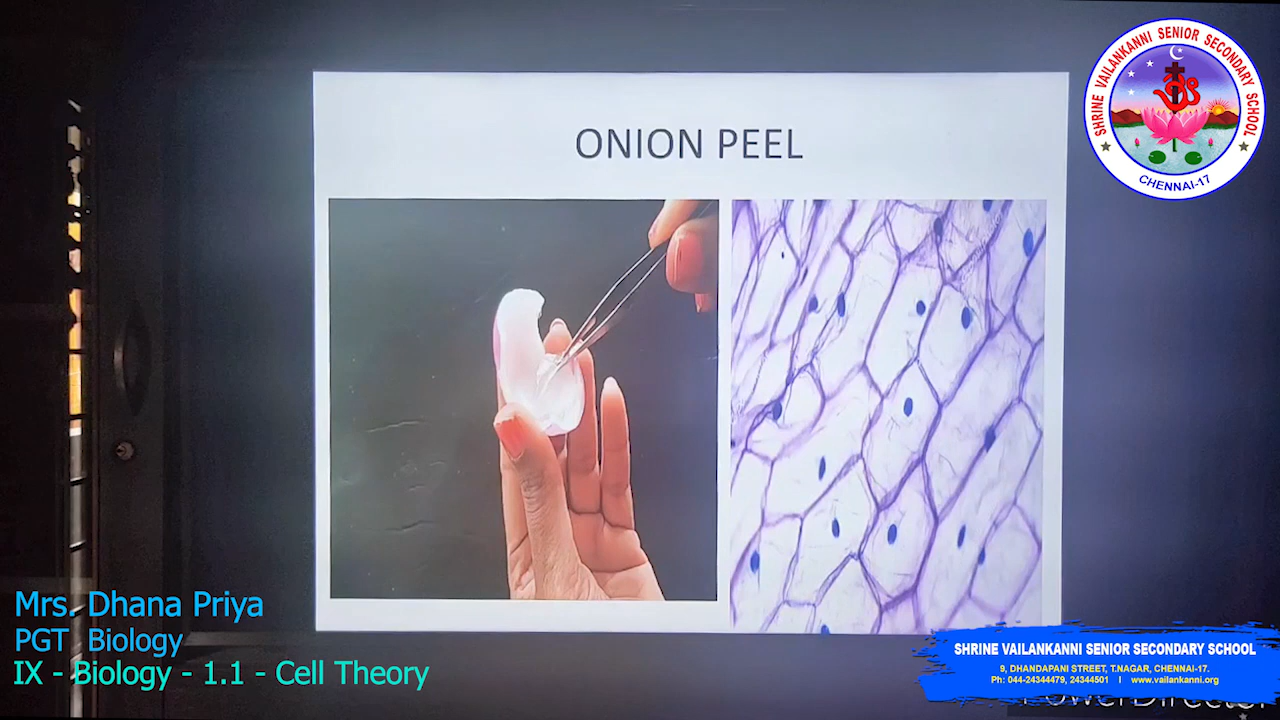 SHRINE VAILANKANNI SENIOR SECONDARY SCHOOL
CHENNAI-17
ONION PEEL
Mrs. Dhana Priya
PGT Biology
IX - Biology - 1.1 - Cell Theory
SHRINE VAILANKANNI SENIOR SECONDARY SCHOOL
9, DHANDAPANI STREET, T.NAGAR, CHENNAI-17.
Ph: 044-24344479, 24344501 I www.vailankanni.org
PowerDirector